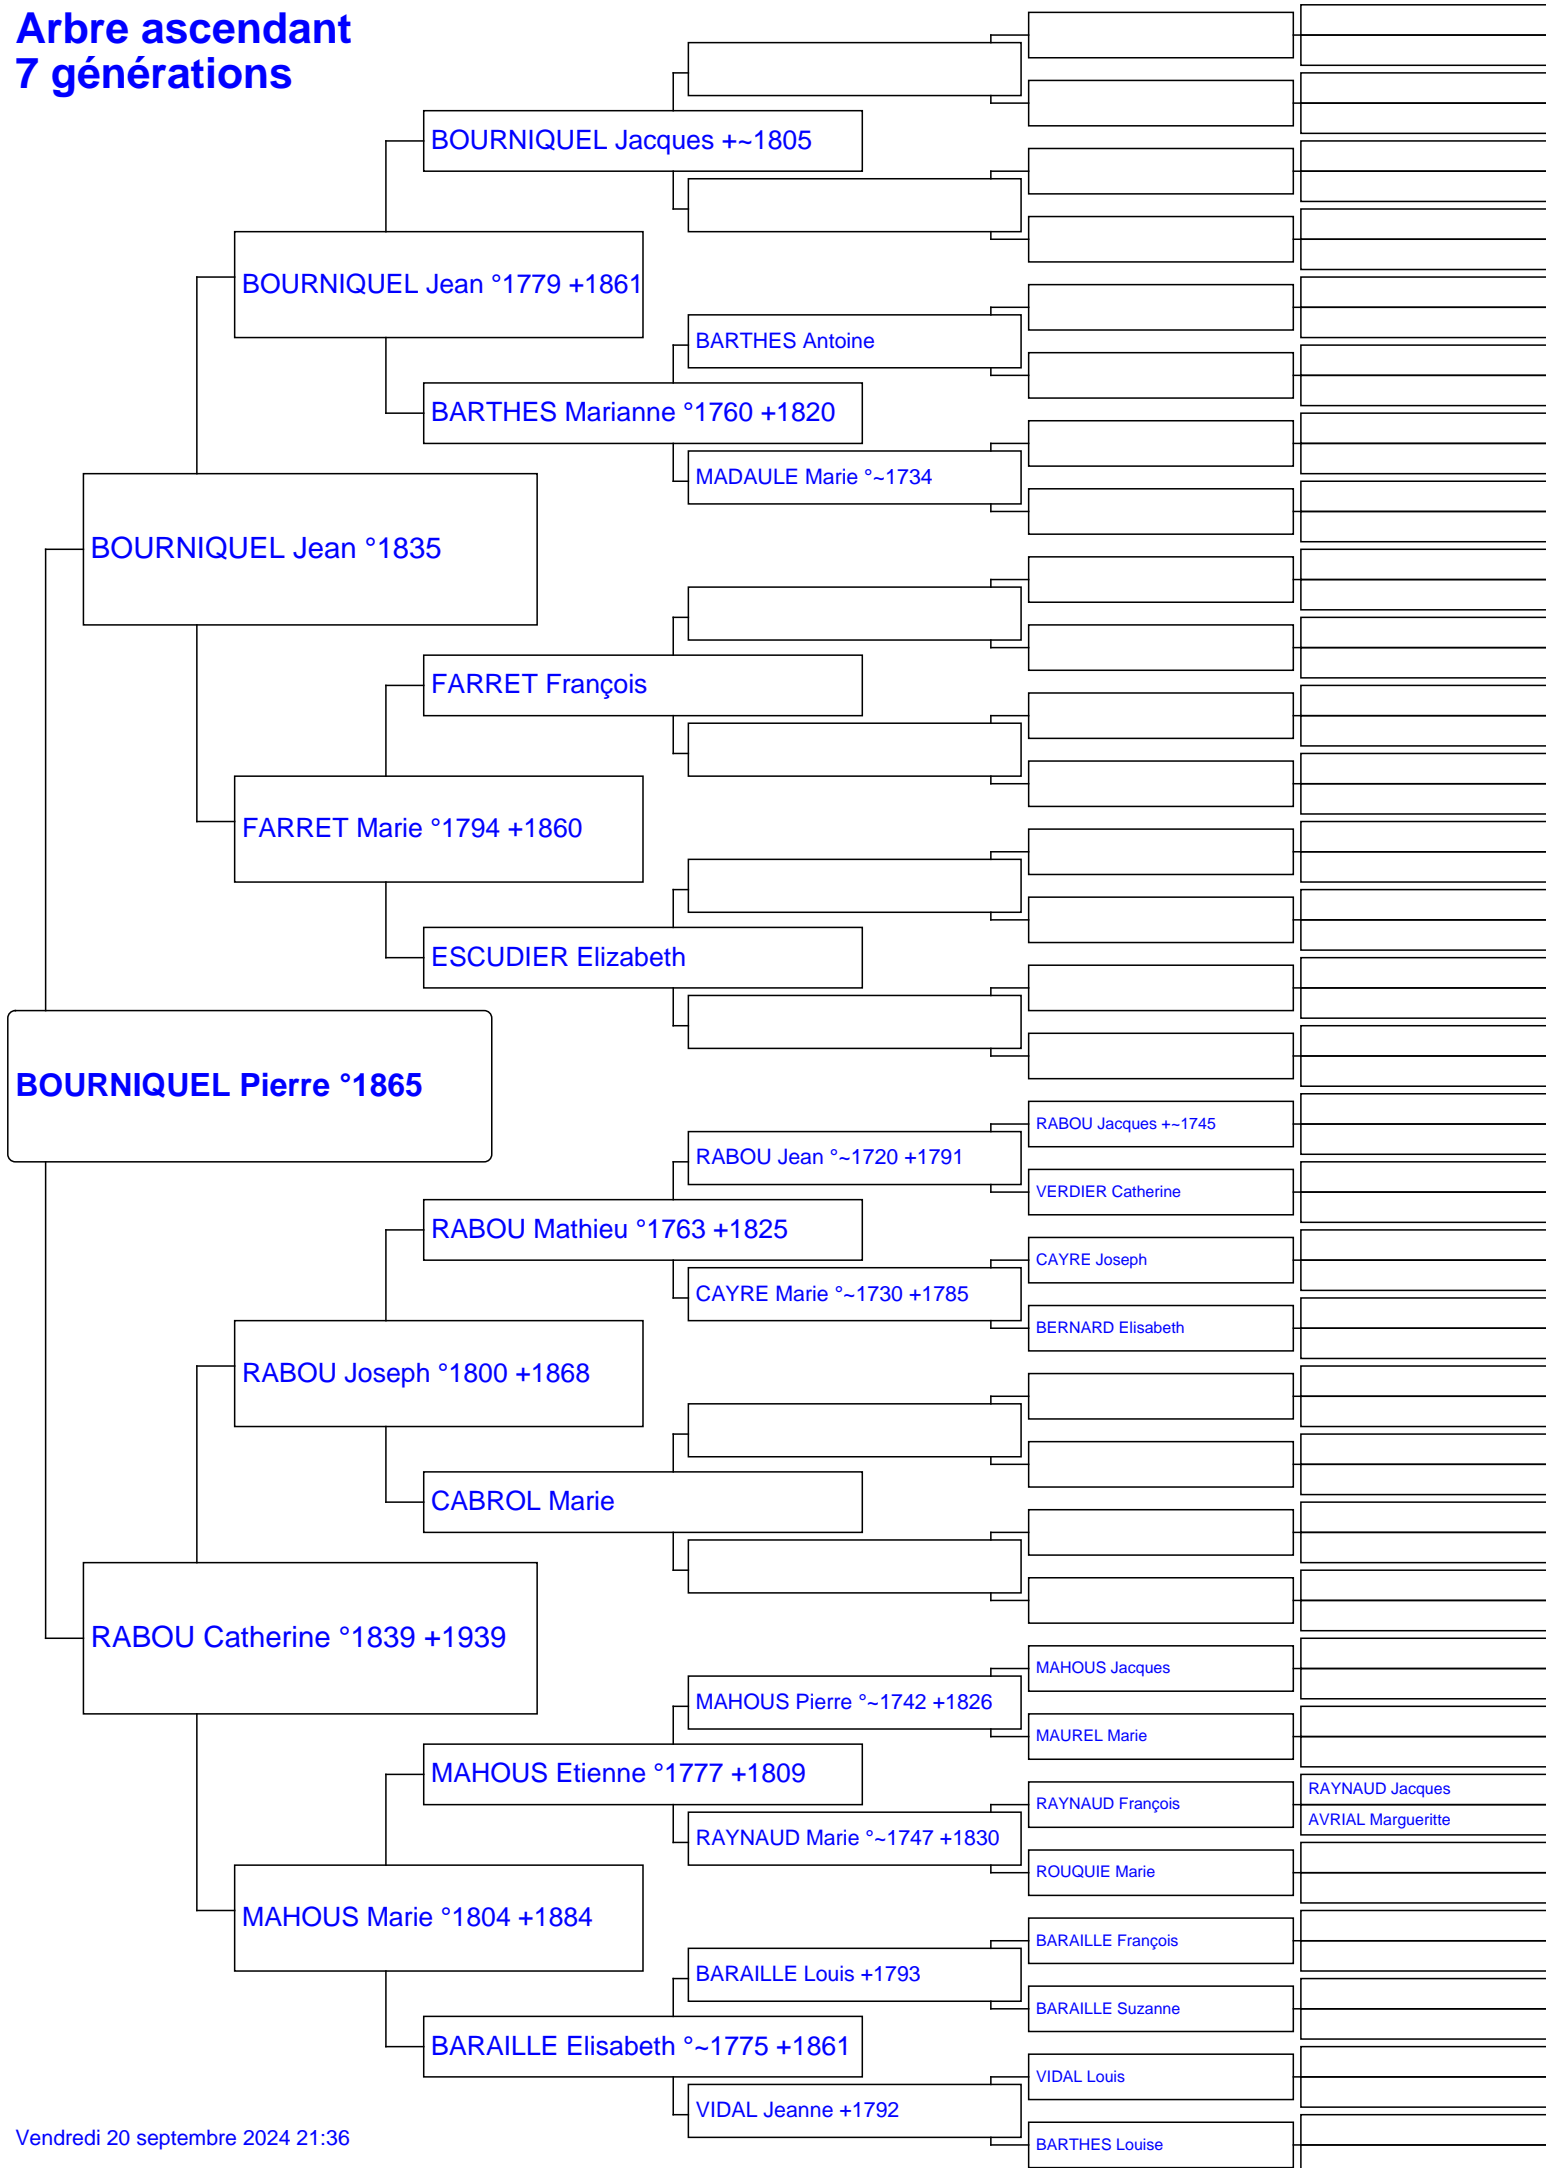 Arbre ascendant
7 générations
BOURNIQUEL Jacques +~1805
BOURNIQUEL Jean °1779 +1861
BARTHES Antoine
BARTHES Marianne °1760 +1820
MADAULE Marie °~1734
BOURNIQUEL Jean °1835
FARRET François
FARRET Marie °1794 +1860
ESCUDIER Elizabeth
BOURNIQUEL Pierre °1865
RABOU Jacques +~1745
RABOU Jean °~1720 +1791
VERDIER Catherine
RABOU Mathieu °1763 +1825
CAYRE Joseph
CAYRE Marie °~1730 +1785
BERNARD Elisabeth
RABOU Joseph °1800 +1868
CABROL Marie
RABOU Catherine °1839 +1939
MAHOUS Jacques
MAHOUS Pierre °~1742 +1826
MAUREL Marie
MAHOUS Etienne °1777 +1809
RAYNAUD Jacques
RAYNAUD François
AVRIAL Margueritte
RAYNAUD Marie °~1747 +1830
ROUQUIE Marie
MAHOUS Marie °1804 +1884
BARAILLE François
BARAILLE Louis +1793
BARAILLE Suzanne
BARAILLE Elisabeth °~1775 +1861
VIDAL Louis
VIDAL Jeanne +1792
BARTHES Louise
Vendredi 20 septembre 2024 21:36